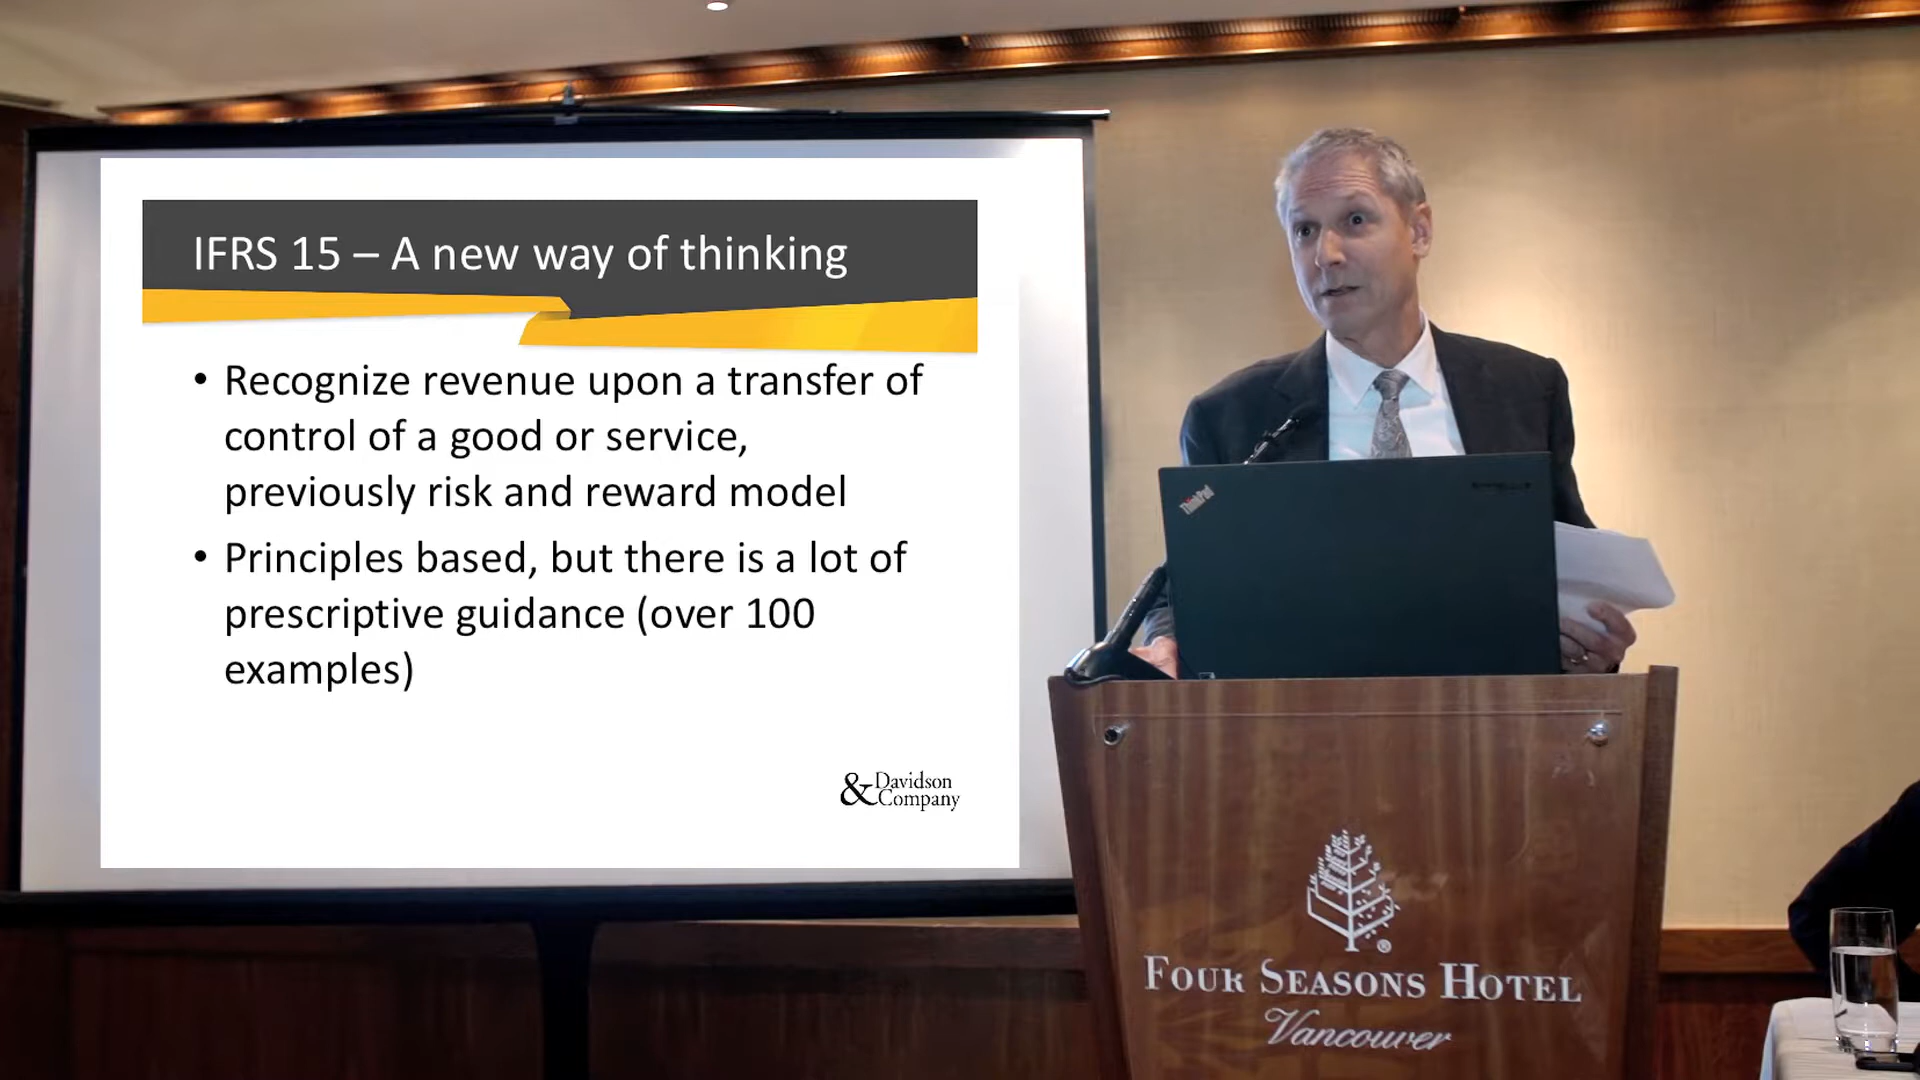 IFRS 15 – A new way of thinking
• Recognize revenue upon a transfer of
control of a good or service,
previously risk and reward model
• Principles based, but there is a lot of
prescriptive guidance (over 100
examples)
& Davidson
Company
ThinkPad
®
FOUR SEASONS HOTEL
Vancouver